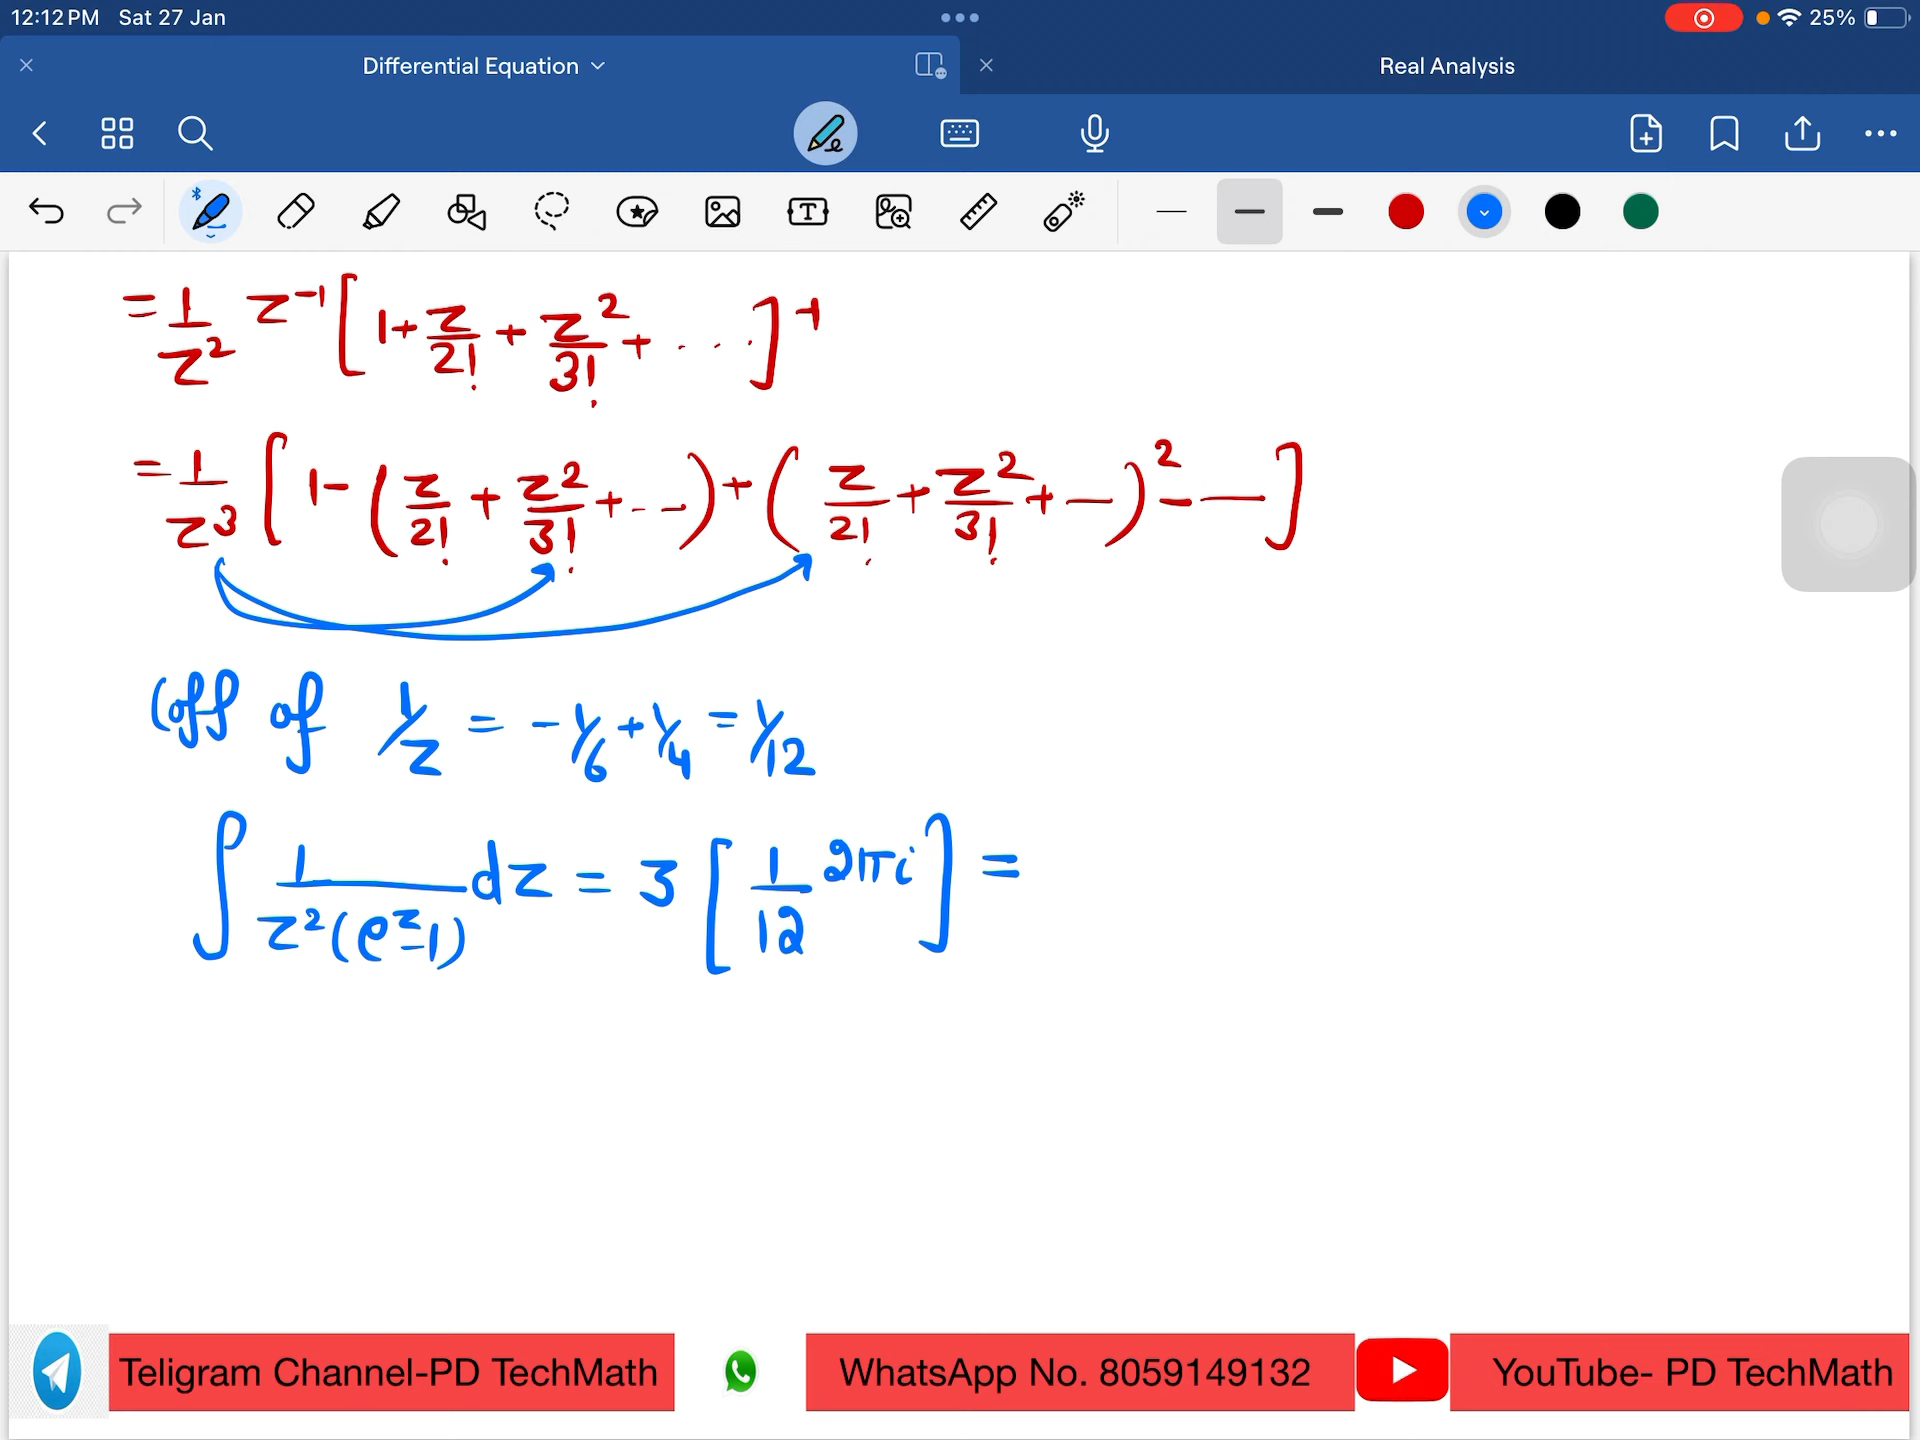 12:12 PM Sat 27 Jan
25%
Differential Equation
Real Analysis
= 1/z² z⁻¹ [1 + z/2! + z²/3! + ...]⁻¹
= 1/z³ [1 - (z/2! + z²/3! + ---) + (z/2! + z²/3! + —)² - —]
Coff of 1/z = -1/6 + 1/4 = 1/12
∫ 1/(z²(e^z-1)) dz = 3 [1/12 2πi] =
Teligram Channel-PD TechMath
WhatsApp No. 8059149132
YouTube- PD TechMath